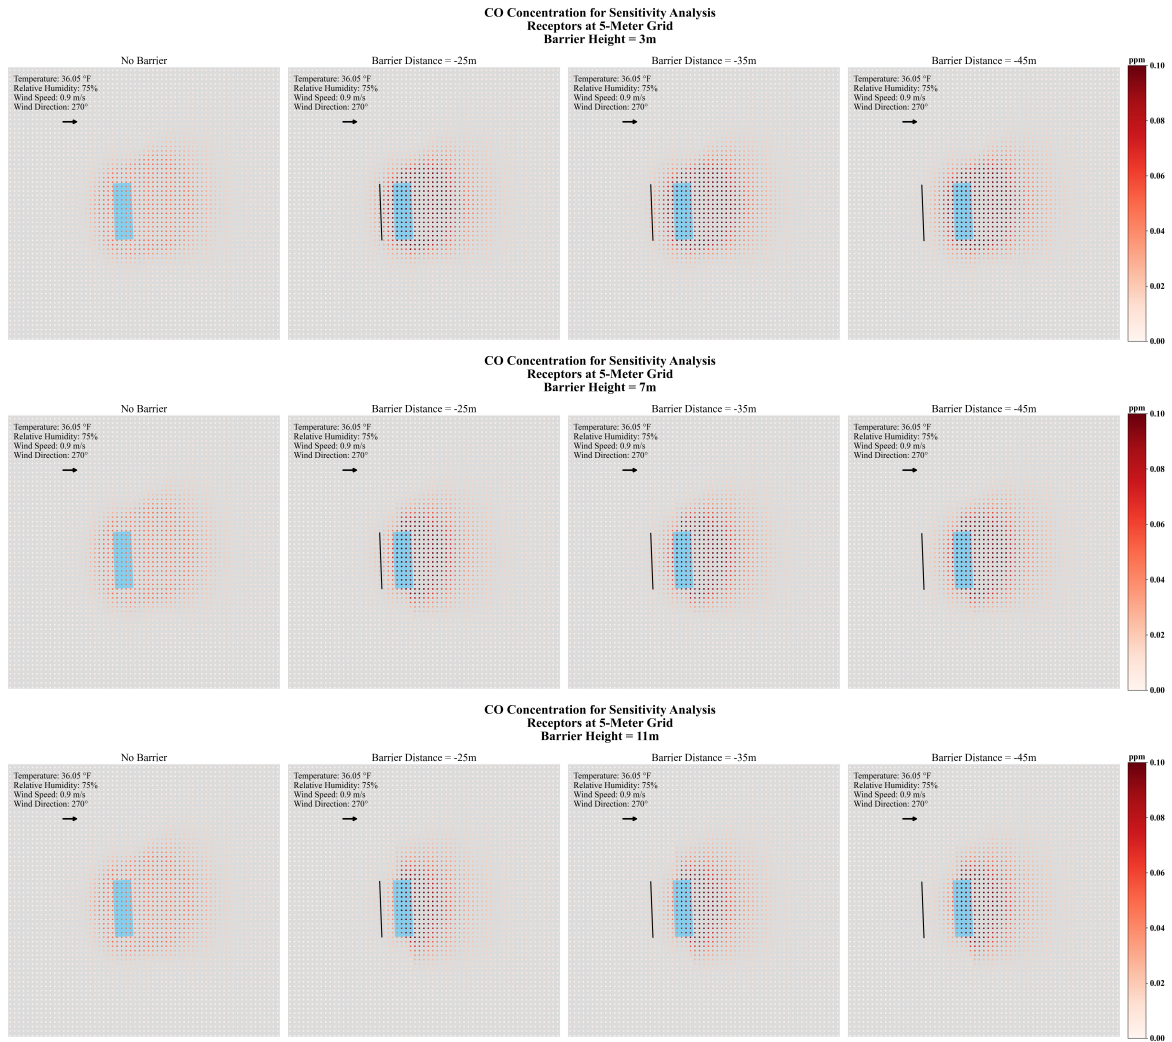 CO Concentration for Sensitivity Analysis
Receptors at 5-Meter Grid
Barrier Height = 3m
No Barrier
Temperature: 36.05 °F
Relative Humidity: 75%
Wind Speed: 0.9 m/s
Wind Direction: 270°
Barrier Distance = -25m
Temperature: 36.05 °F
Relative Humidity: 75%
Wind Speed: 0.9 m/s
Wind Direction: 270°
Barrier Distance = -35m
Temperature: 36.05 °F
Relative Humidity: 75%
Wind Speed: 0.9 m/s
Wind Direction: 270°
Barrier Distance = -45m
Temperature: 36.05 °F
Relative Humidity: 75%
Wind Speed: 0.9 m/s
Wind Direction: 270°
ppm
0.10
0.08
0.06
0.04
0.02
0.00
CO Concentration for Sensitivity Analysis
Receptors at 5-Meter Grid
Barrier Height = 7m
No Barrier
Temperature: 36.05 °F
Relative Humidity: 75%
Wind Speed: 0.9 m/s
Wind Direction: 270°
Barrier Distance = -25m
Temperature: 36.05 °F
Relative Humidity: 75%
Wind Speed: 0.9 m/s
Wind Direction: 270°
Barrier Distance = -35m
Temperature: 36.05 °F
Relative Humidity: 75%
Wind Speed: 0.9 m/s
Wind Direction: 270°
Barrier Distance = -45m
Temperature: 36.05 °F
Relative Humidity: 75%
Wind Speed: 0.9 m/s
Wind Direction: 270°
ppm
0.10
0.08
0.06
0.04
0.02
0.00
CO Concentration for Sensitivity Analysis
Receptors at 5-Meter Grid
Barrier Height = 11m
No Barrier
Temperature: 36.05 °F
Relative Humidity: 75%
Wind Speed: 0.9 m/s
Wind Direction: 270°
Barrier Distance = -25m
Temperature: 36.05 °F
Relative Humidity: 75%
Wind Speed: 0.9 m/s
Wind Direction: 270°
Barrier Distance = -35m
Temperature: 36.05 °F
Relative Humidity: 75%
Wind Speed: 0.9 m/s
Wind Direction: 270°
Barrier Distance = -45m
Temperature: 36.05 °F
Relative Humidity: 75%
Wind Speed: 0.9 m/s
Wind Direction: 270°
ppm
0.10
0.08
0.06
0.04
0.02
0.00